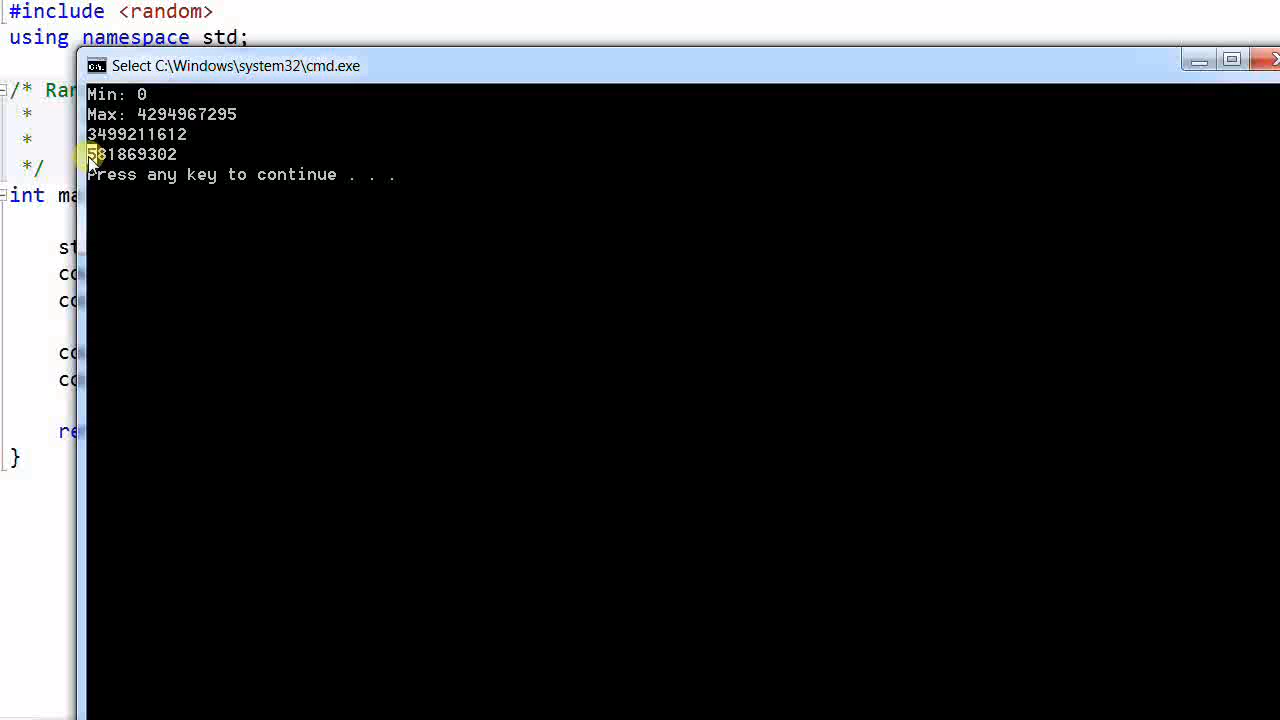 #include <random>
using namespace std;
Select C:\Windows\system32\cmd.exe
/* Ran
*
*
*/
int ma
st
co
co
co
co
re
}
Min: 0
Max: 4294967295
3499211612
581869302
Press any key to continue . . .